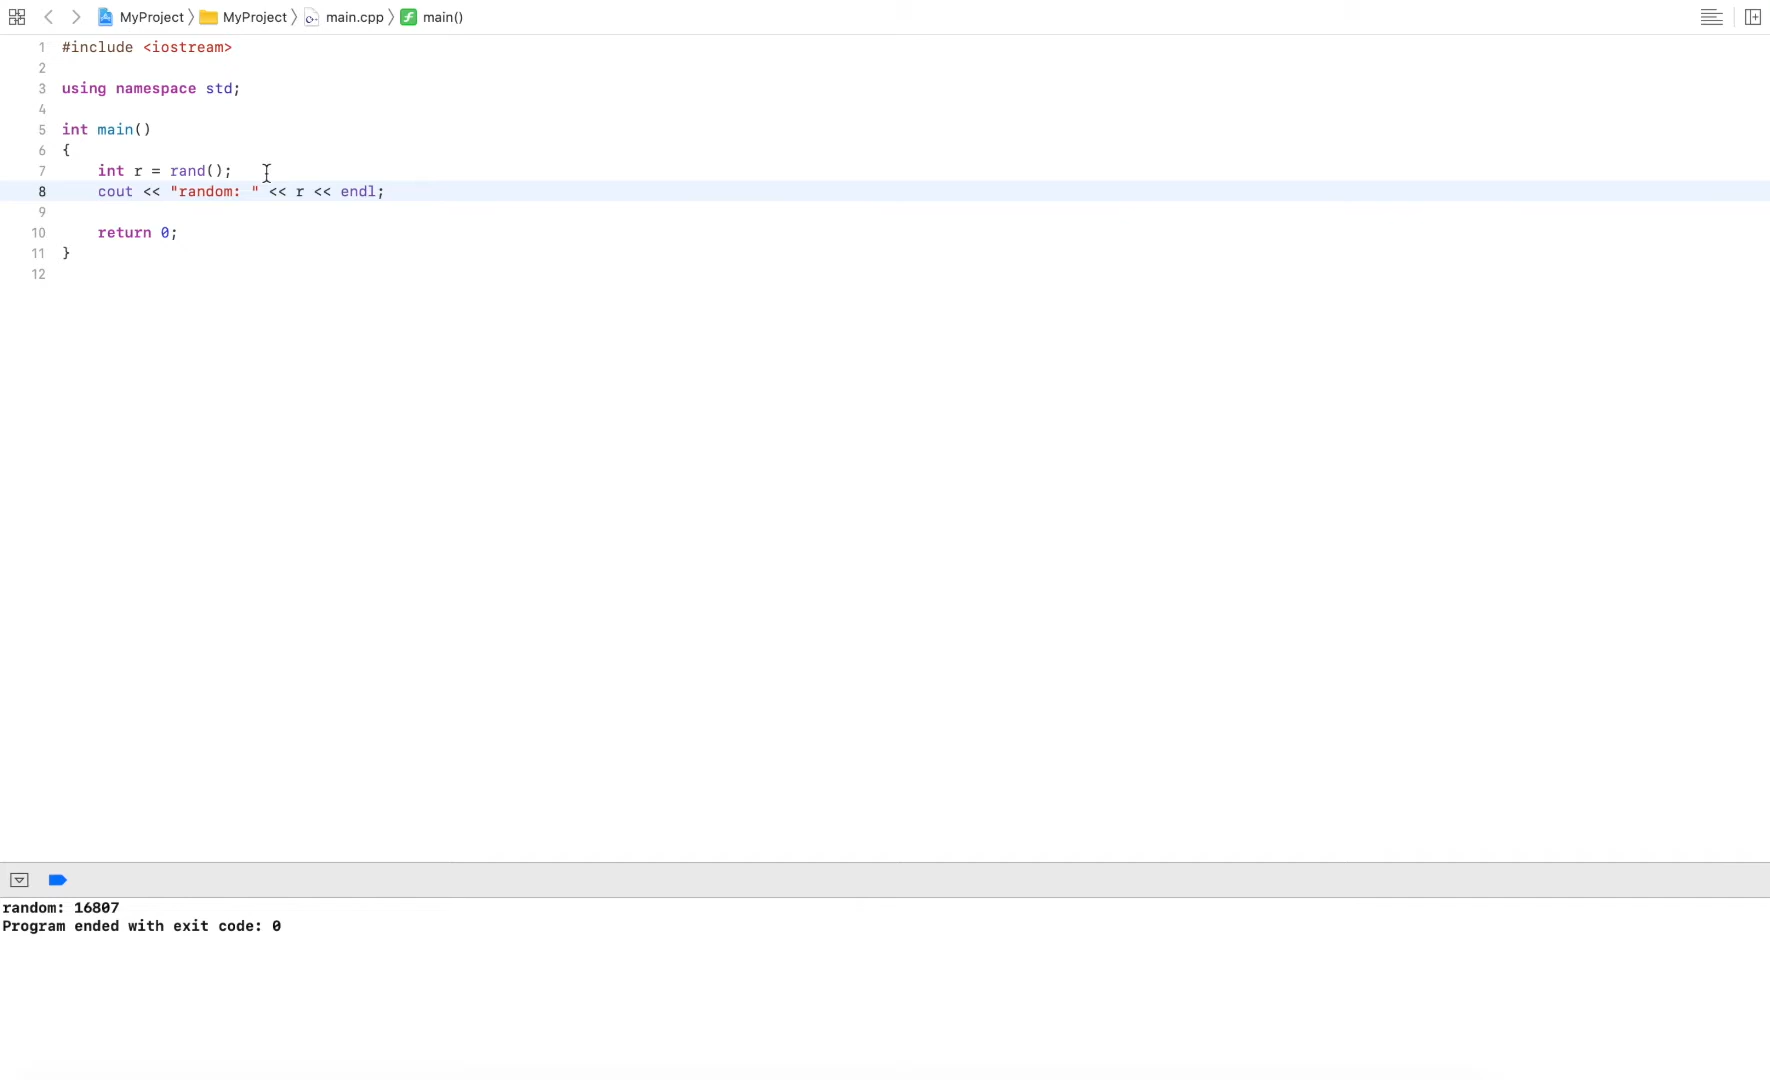 MyProject 〉 MyProject 〉 main.cpp 〉 main()
1 #include <iostream>
2
3 using namespace std;
4
5 int main()
6 {
7 int r = rand();
8 cout << "random: " << r << endl;
9
10 return 0;
11 }
12
random: 16807
Program ended with exit code: 0